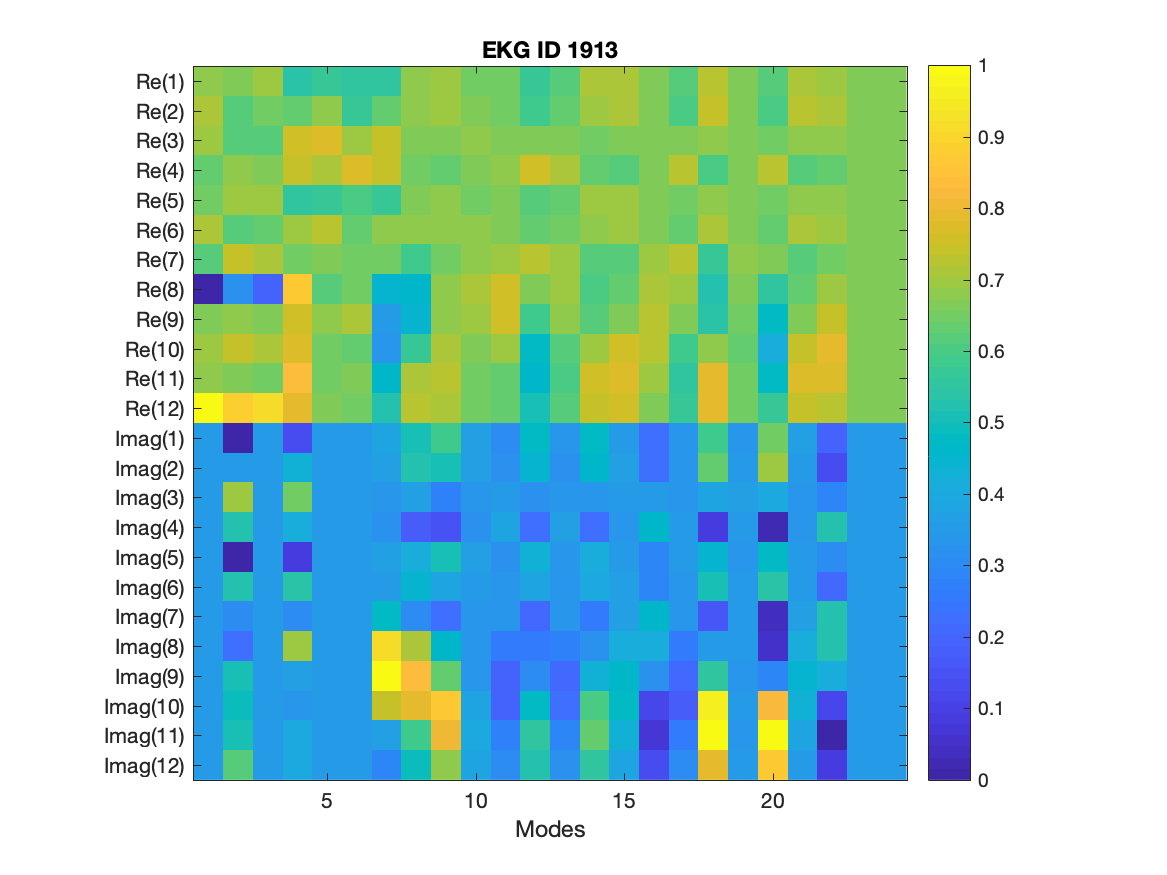 EKG ID 1913
Re(1)
Re(2)
Re(3)
Re(4)
Re(5)
Re(6)
Re(7)
Re(8)
Re(9)
Re(10)
Re(11)
Re(12)
Imag(1)
Imag(2)
Imag(3)
Imag(4)
Imag(5)
Imag(6)
Imag(7)
Imag(8)
Imag(9)
Imag(10)
Imag(11)
Imag(12)
5 10 15 20
Modes
1
0.9
0.8
0.7
0.6
0.5
0.4
0.3
0.2
0.1
0